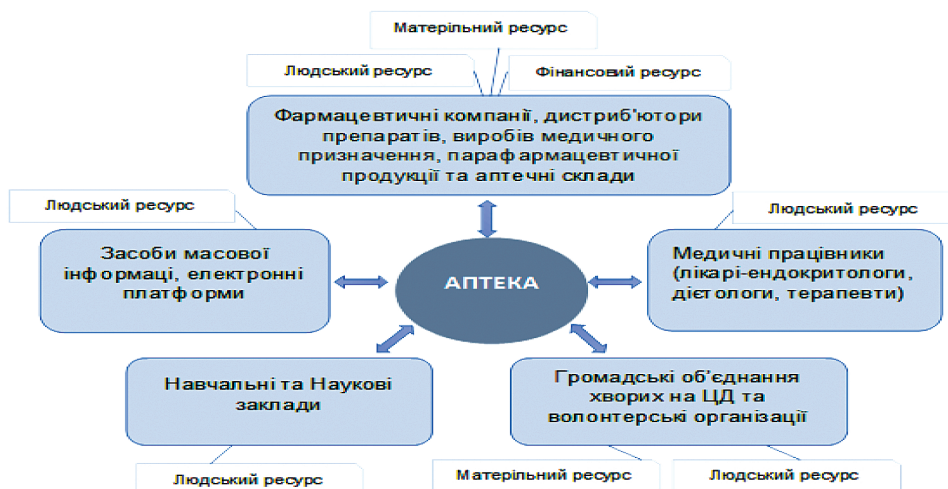 Матерільний ресурс
Людський ресурс
Фінансовий ресурс
Фармацевтичні компанії, дистриб'ютори
препаратів, виробів медичного
призначення, парафармацевтичної
продукції та аптечні склади
Людський ресурс
Людський ресурс
Засоби масової
інформаці, електронні
платформи
АПТЕКА
Медичні працівники
(лікарі-ендокритологи,
дієтологи, терапевти)
Навчальні та Наукові
заклади
Громадські об'єднання
хворих на ЦД та
волонтерські організації
Людський ресурс
Матерільний ресурс
Людський ресурс